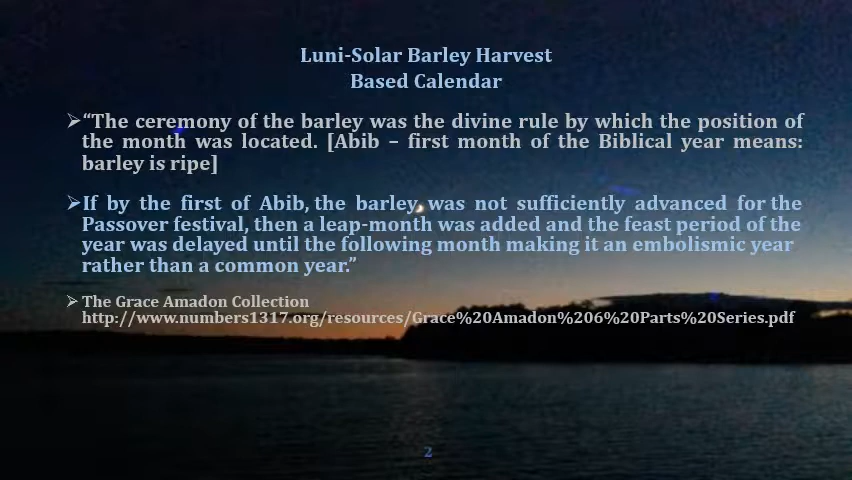 Luni-Solar Barley Harvest
Based Calendar
➢“The ceremony of the barley was the divine rule by which the position of
the month was located. [Abib – first month of the Biblical year means:
barley is ripe]
➢If by the first of Abib, the barley, was not sufficiently advanced for the
Passover festival, then a leap-month was added and the feast period of the
year was delayed until the following month making it an embolismic year
rather than a common year.”
➢ The Grace Amadon Collection
http://www.numbers1317.org/resources/Grace%20Amadon%206%20Parts%20Series.pdf
2